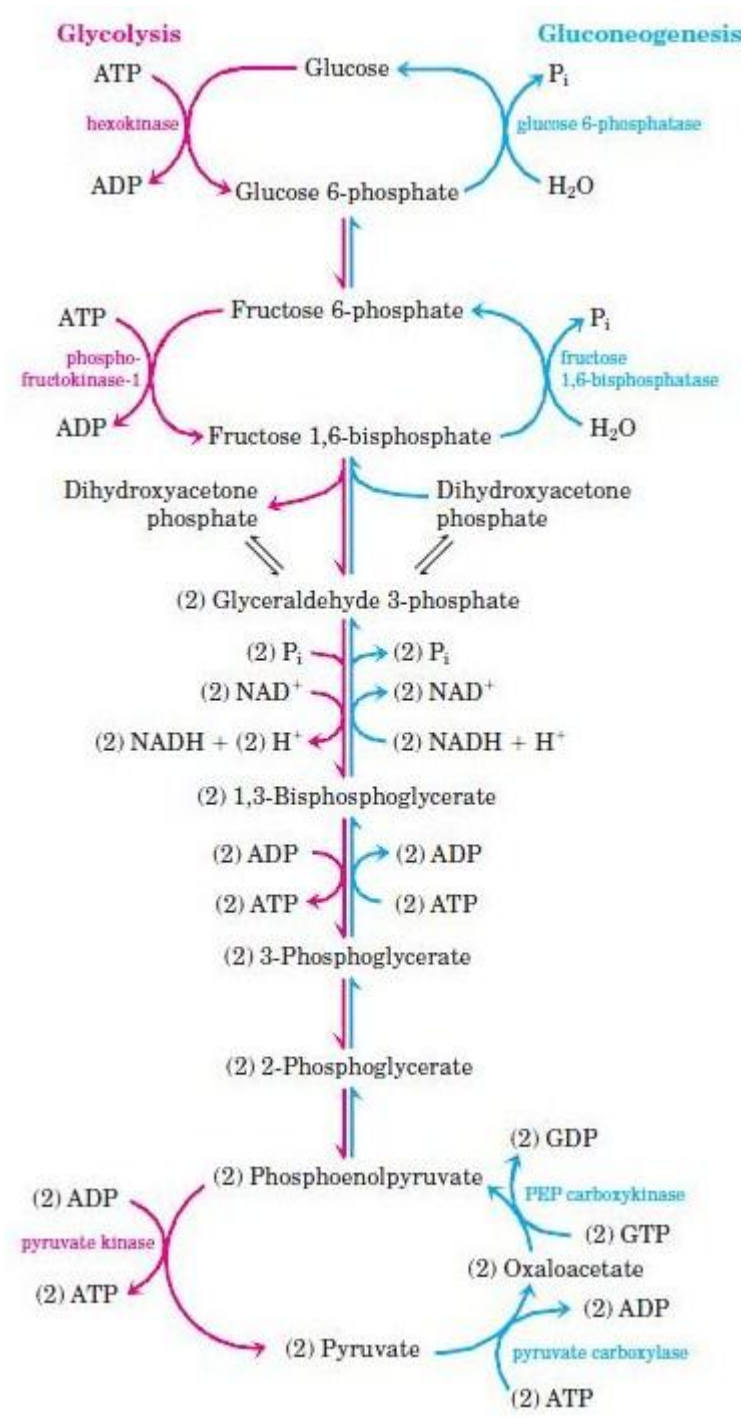 Glycolysis
Gluconeogenesis
ATP
Glucose
Pi
hexokinase
glucose 6-phosphatase
ADP
Glucose 6-phosphate
H₂O
ATP
Fructose 6-phosphate
Pi
phospho-
fructokinase-1
fructose
1,6-bisphosphatase
ADP
Fructose 1,6-bisphosphate
H₂O
Dihydroxyacetone
phosphate
Dihydroxyacetone
phosphate
(2) Glyceraldehyde 3-phosphate
(2) Pi
(2) Pi
(2) NAD⁺
(2) NAD⁺
(2) NADH + (2) H⁺
(2) NADH + H⁺
(2) 1,3-Bisphosphoglycerate
(2) ADP
(2) ADP
(2) ATP
(2) ATP
(2) 3-Phosphoglycerate
(2) 2-Phosphoglycerate
(2) GDP
(2) Phosphoenolpyruvate
(2) ADP
PEP carboxykinase
pyruvate kinase
(2) GTP
(2) Oxaloacetate
(2) ATP
(2) ADP
(2) Pyruvate
pyruvate carboxylase
(2) ATP